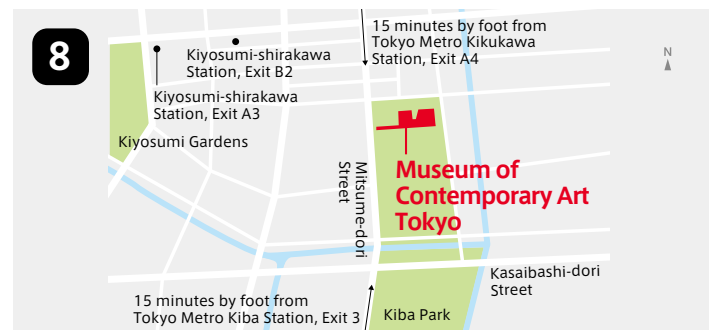 8
15 minutes by foot from
Tokyo Metro Kikukawa
Station, Exit A4
N
Kiyosumi-shirakawa
Station, Exit B2
Kiyosumi-shirakawa
Station, Exit A3
Kiyosumi Gardens
Mitsume-dori
Street
Museum of
Contemporary Art
Tokyo
Kasaibashi-dori
Street
15 minutes by foot from
Tokyo Metro Kiba Station, Exit 3
Kiba Park